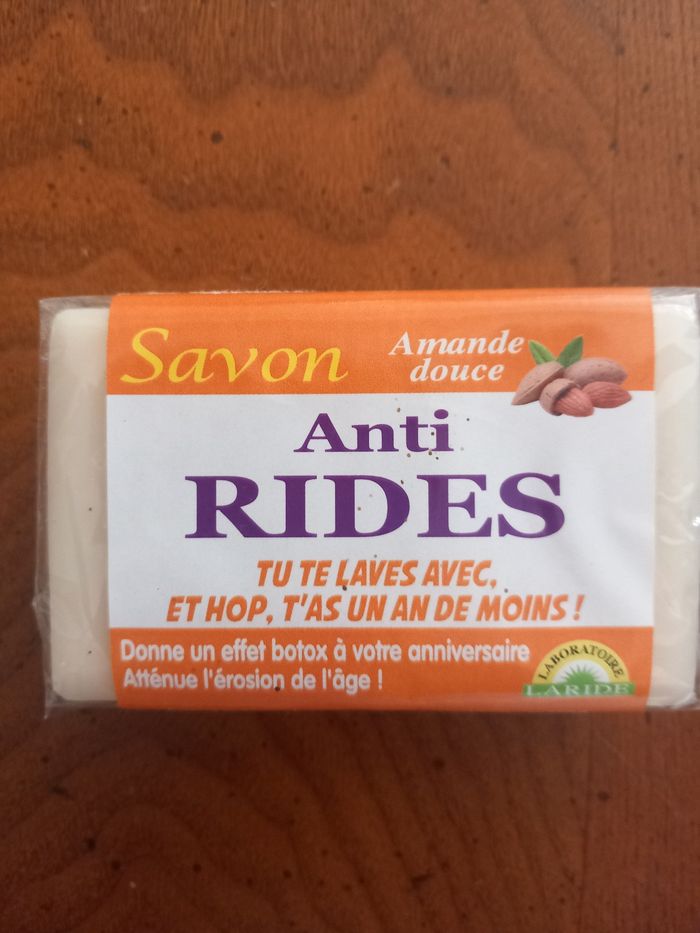 Savon
Amande
douce
Anti
RIDES
TU TE LAVES AVEC,
ET HOP, T'AS UN AN DE MOINS !
Donne un effet botox à votre anniversaire
Atténue l'érosion de l'âge !
LABORATOIRE
LARIDE